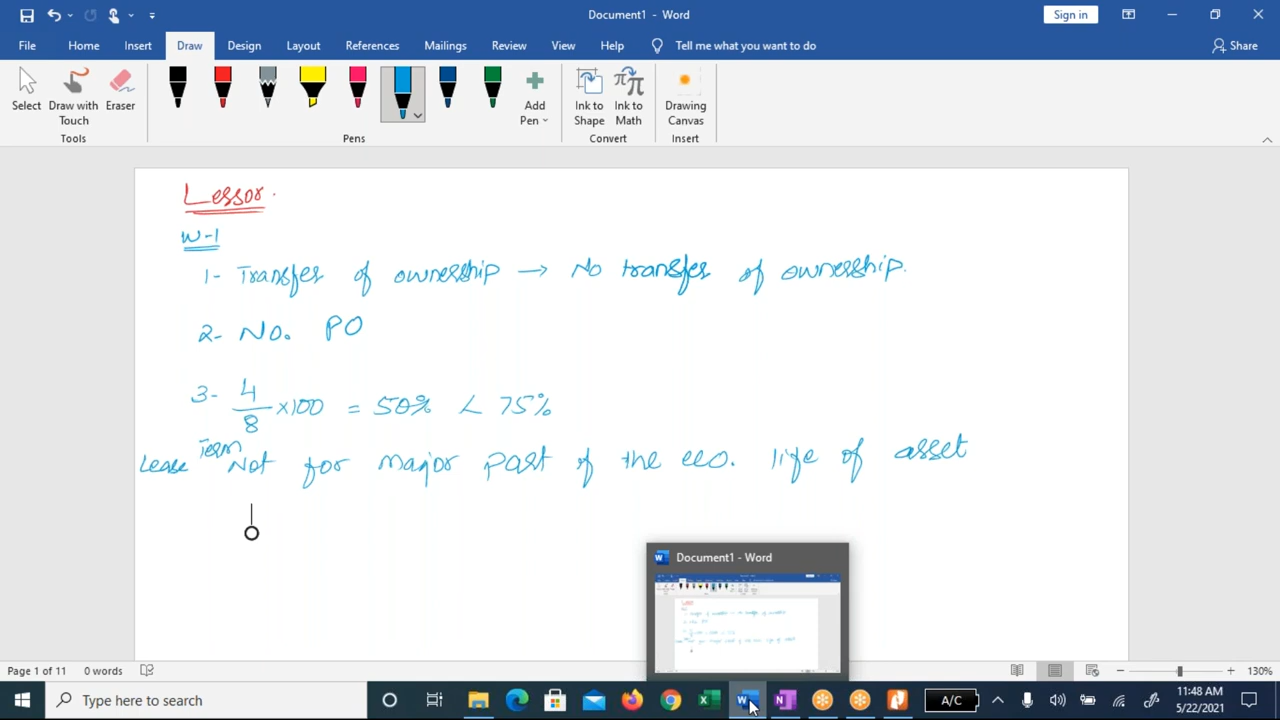 Document1 - Word
Sign in
File Home Insert Draw Design Layout References Mailings Review View Help Tell me what you want to do Share
Select Draw with Touch Eraser
Add Pen
Ink to Shape Ink to Math
Drawing Canvas
Tools Pens Convert Insert
Lessor.
W-1
1- Transfer of ownership → No transfer of ownership.
2- No. PO
3- 4/8 ×100 = 50% < 75%
Lease Term Not for major part of the eco. life of asset
Document1 - Word
Page 1 of 11 0 words 130%
Type here to search
A/C
11:48 AM
5/22/2021